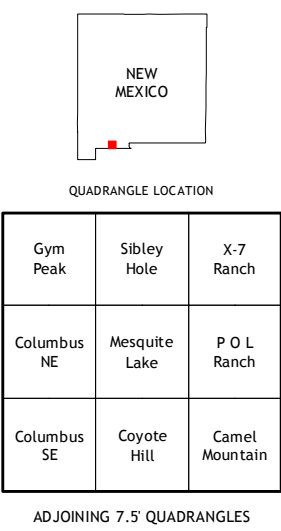 NEW
MEXICO
QUADRANGLE LOCATION
Gym
Peak
Sibley
Hole
X-7
Ranch
Columbus
NE
Mesquite
Lake
P O L
Ranch
Columbus
SE
Coyote
Hill
Camel
Mountain
ADJOINING 7.5' QUADRANGLES